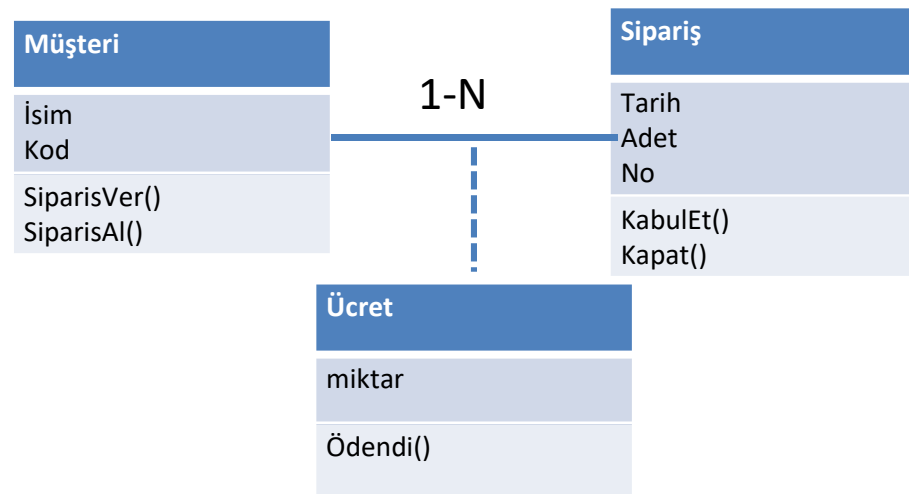 Müşteri
İsim
Kod
SiparisVer()
SiparisAl()
1-N
Sipariş
Tarih
Adet
No
KabulEt()
Kapat()
Ücret
miktar
Ödendi()